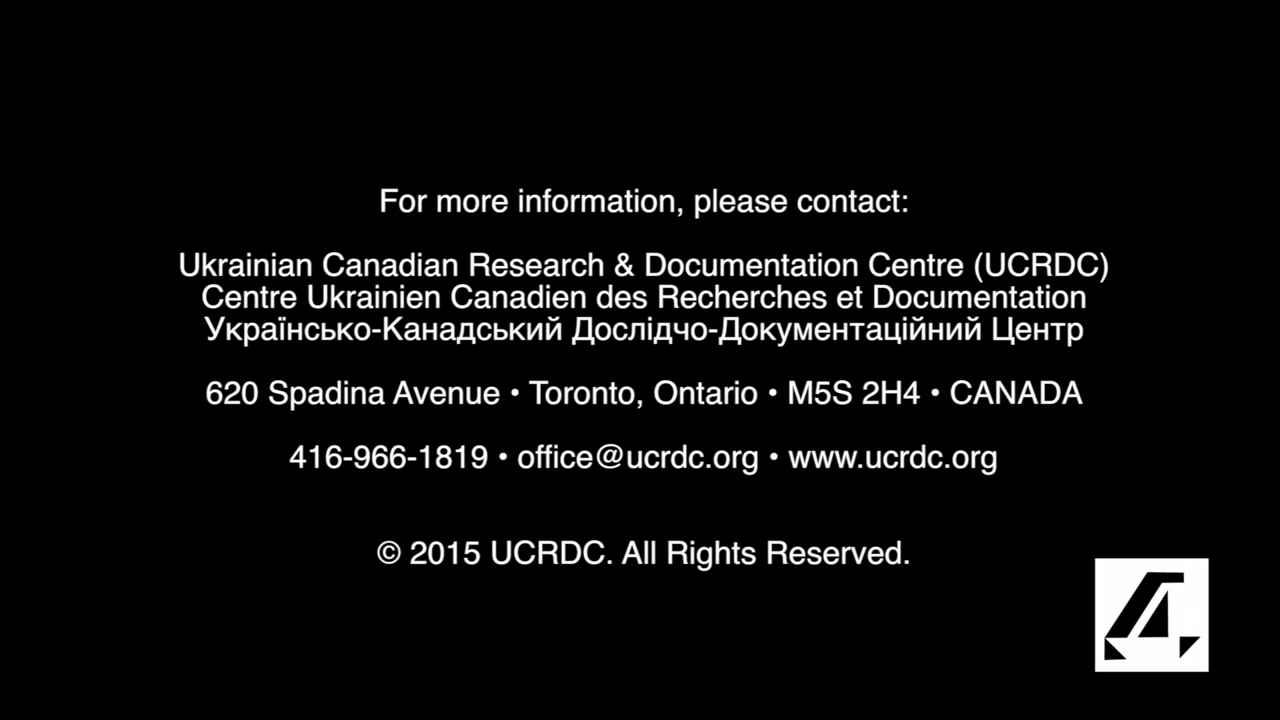 For more information, please contact:
Ukrainian Canadian Research & Documentation Centre (UCRDC)
Centre Ukrainien Canadien des Recherches et Documentation
Українсько-Канадський Дослідчо-Документаційний Центр
620 Spadina Avenue • Toronto, Ontario • M5S 2H4 • CANADA
416-966-1819 • office@ucrdc.org • www.ucrdc.org
© 2015 UCRDC. All Rights Reserved.